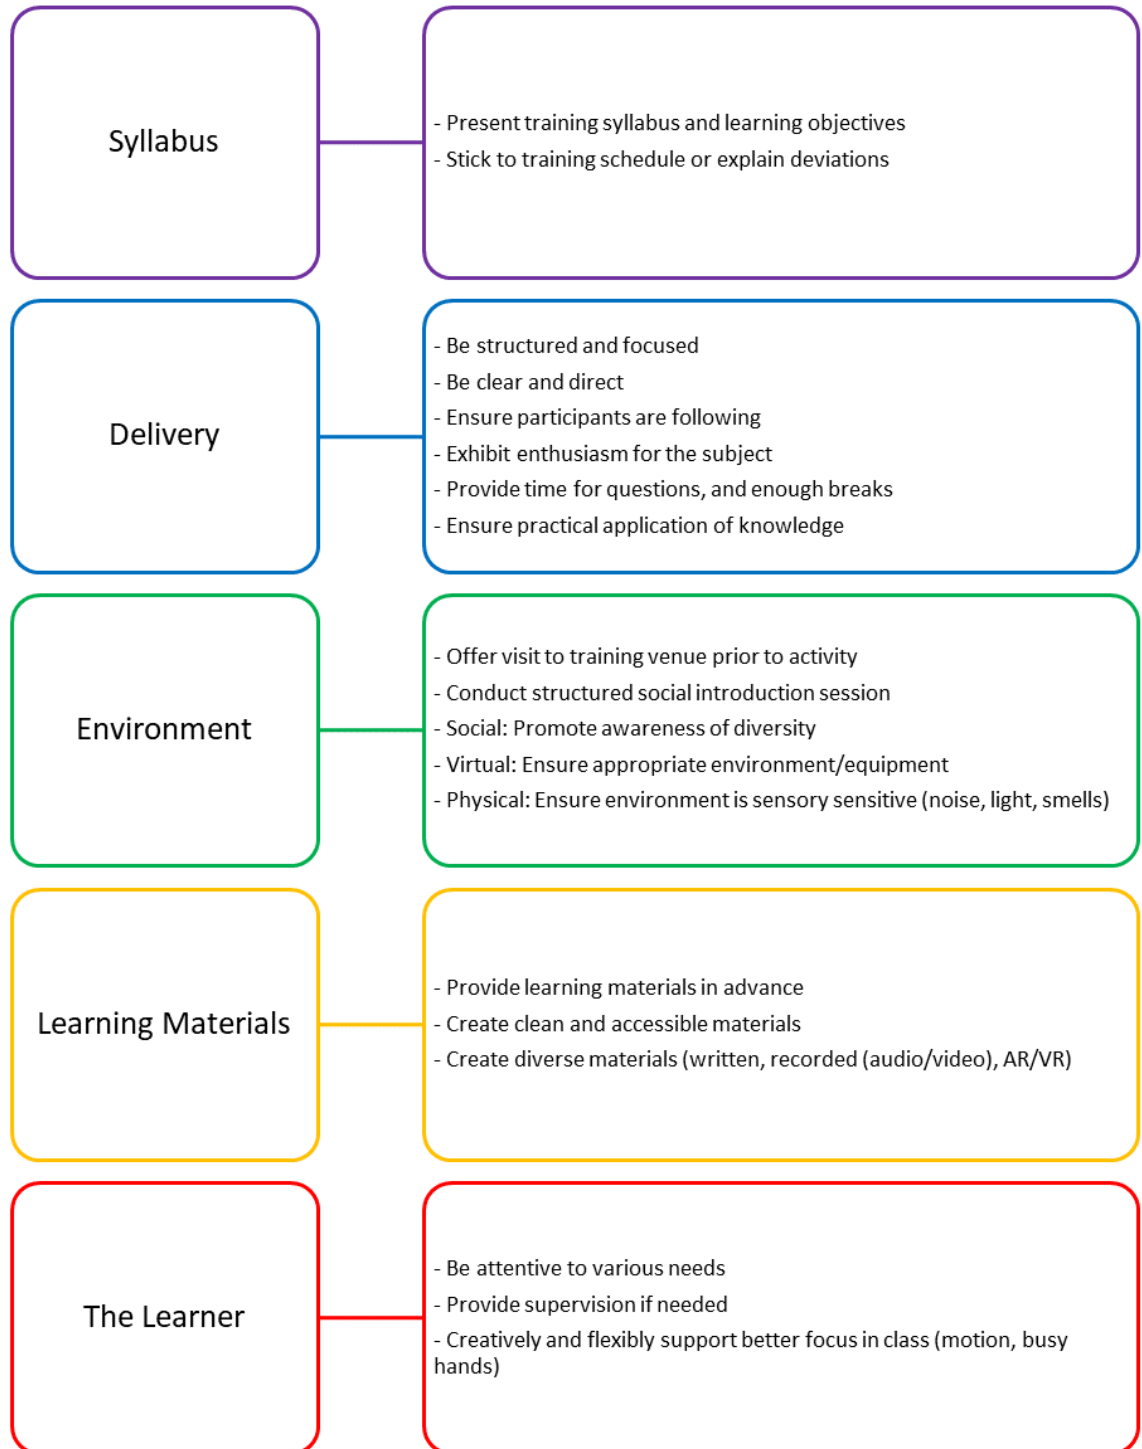 Syllabus
- Present training syllabus and learning objectives
- Stick to training schedule or explain deviations
Delivery
- Be structured and focused
- Be clear and direct
- Ensure participants are following
- Exhibit enthusiasm for the subject
- Provide time for questions, and enough breaks
- Ensure practical application of knowledge
Environment
- Offer visit to training venue prior to activity
- Conduct structured social introduction session
- Social: Promote awareness of diversity
- Virtual: Ensure appropriate environment/equipment
- Physical: Ensure environment is sensory sensitive (noise, light, smells)
Learning Materials
- Provide learning materials in advance
- Create clean and accessible materials
- Create diverse materials (written, recorded (audio/video), AR/VR)
The Learner
- Be attentive to various needs
- Provide supervision if needed
- Creatively and flexibly support better focus in class (motion, busy
hands)